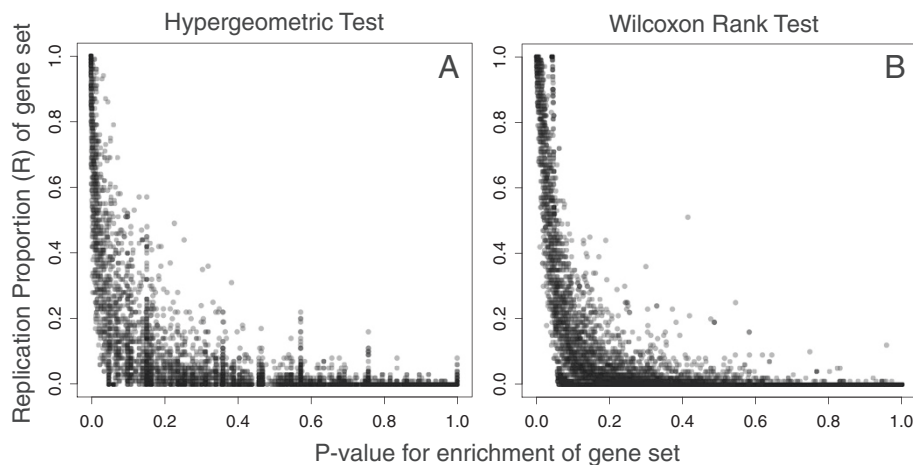 Hypergeometric Test
Wilcoxon Rank Test
A
B
Replication Proportion (R) of gene set
1.0
0.8
0.6
0.4
0.2
0.0
1.0
0.8
0.6
0.4
0.2
0.0
0.0 0.2 0.4 0.6 0.8 1.0
0.0 0.2 0.4 0.6 0.8 1.0
P-value for enrichment of gene set